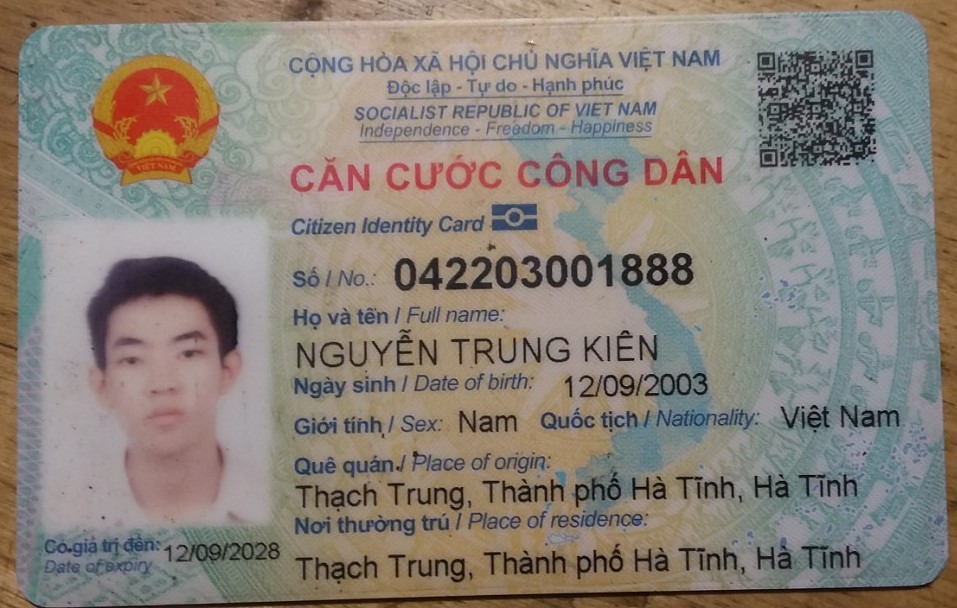 CỘNG HÒA XÃ HỘI CHỦ NGHĨA VIỆT NAM
Độc lập - Tự do - Hạnh phúc
SOCIALIST REPUBLIC OF VIET NAM
Independence - Freedom - Happiness
VIỆT NAM
CĂN CƯỚC CÔNG DÂN
Citizen Identity Card
Số / No.: 042203001888
Họ và tên / Full name:
NGUYỄN TRUNG KIÊN
Ngày sinh / Date of birth: 12/09/2003
Giới tính / Sex: Nam Quốc tịch / Nationality: Việt Nam
Quê quán / Place of origin:
Thạch Trung, Thành phố Hà Tĩnh, Hà Tĩnh
Nơi thường trú / Place of residence:
Thạch Trung, Thành phố Hà Tĩnh, Hà Tĩnh
Có giá trị đến: 12/09/2028
Date of expiry